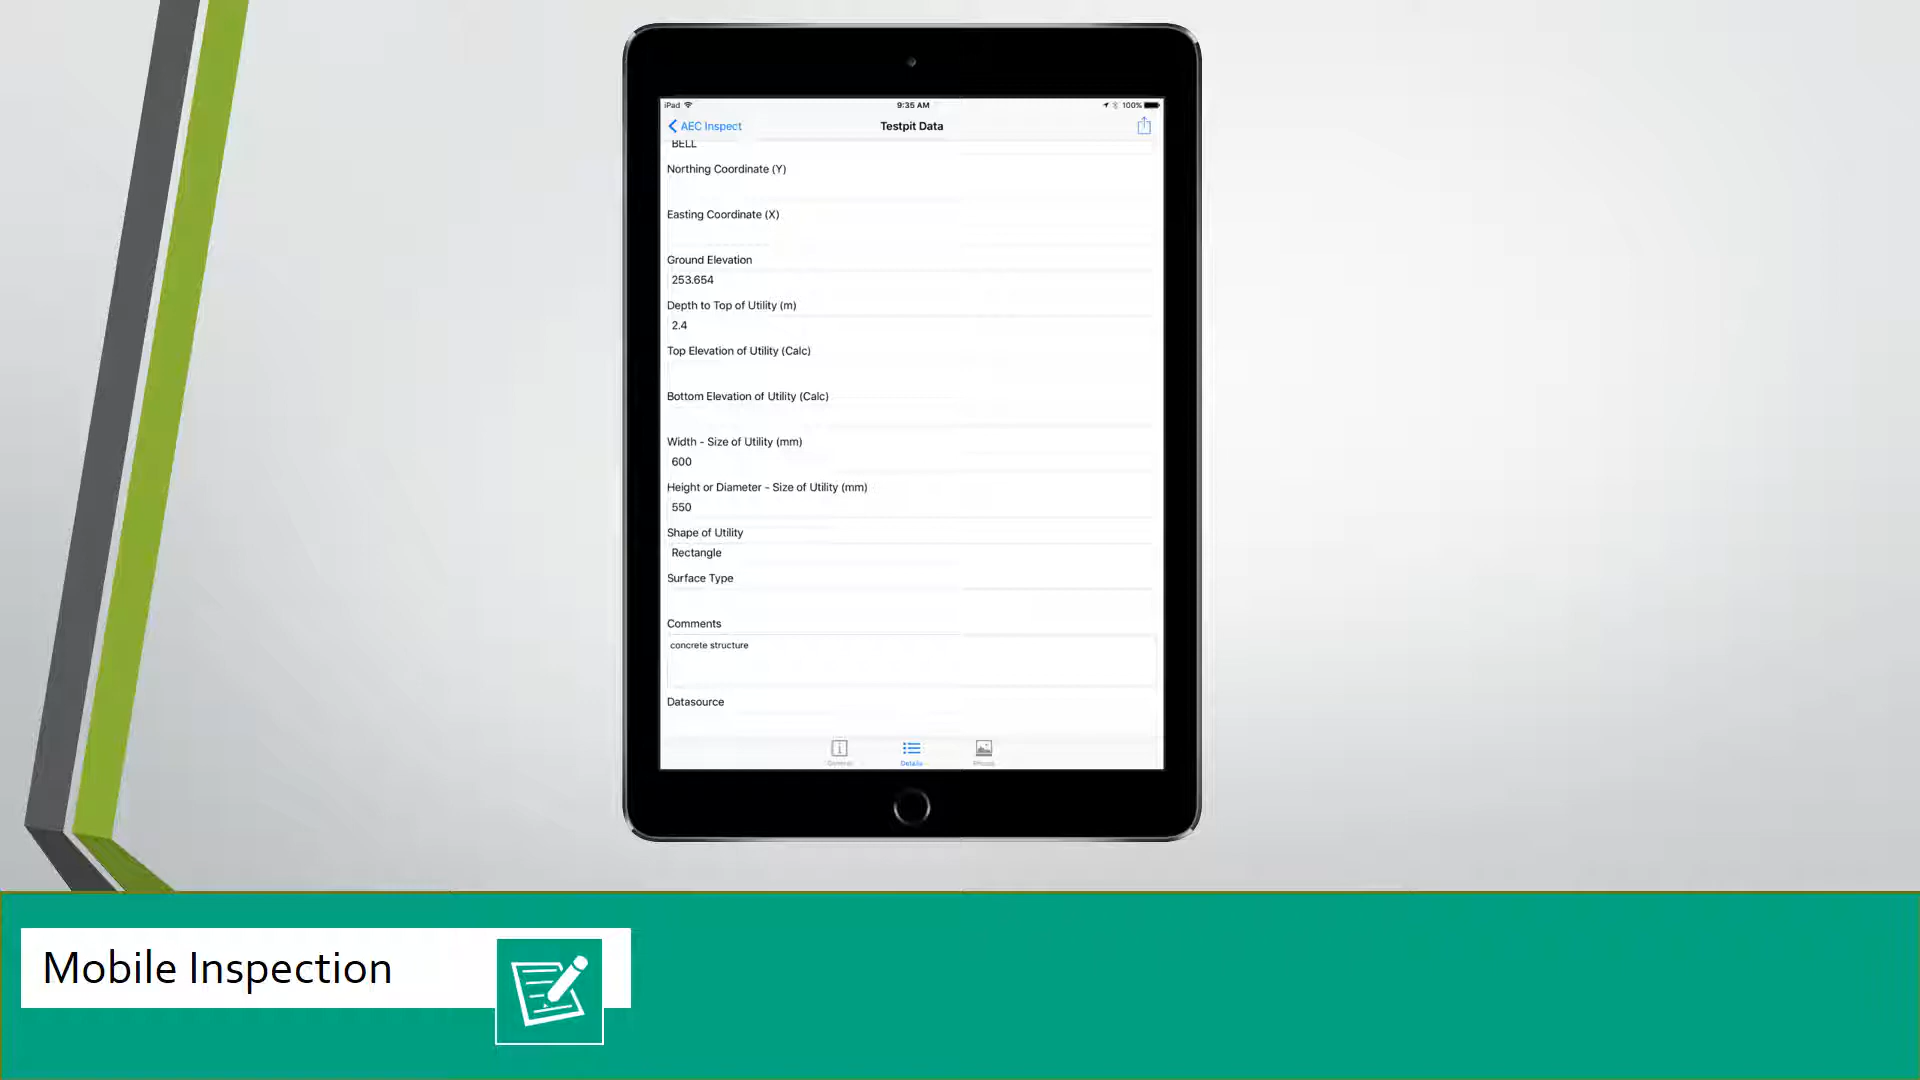 iPad
9:35 AM
100%
AEC Inspect
Testpit Data
BELL
Northing Coordinate (Y)
Easting Coordinate (X)
Ground Elevation
253.654
Depth to Top of Utility (m)
2.4
Top Elevation of Utility (Calc)
Bottom Elevation of Utility (Calc)
Width - Size of Utility (mm)
600
Height or Diameter - Size of Utility (mm)
550
Shape of Utility
Rectangle
Surface Type
Comments
concrete structure
Datasource
General
Details
Photos
Mobile Inspection